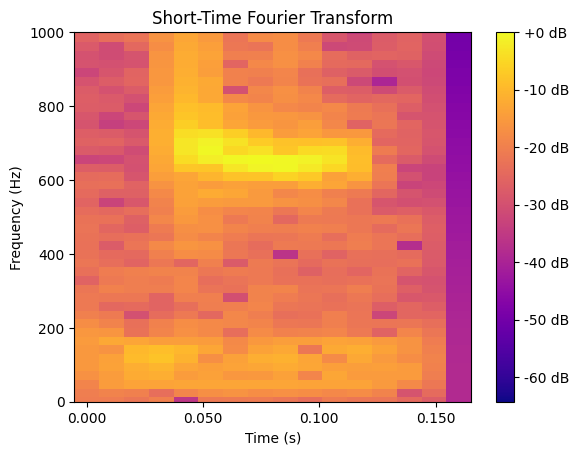 Short-Time Fourier Transform
1000
800
600
400
200
0
Frequency (Hz)
0.000
0.050
0.100
0.150
Time (s)
+0 dB
-10 dB
-20 dB
-30 dB
-40 dB
-50 dB
-60 dB